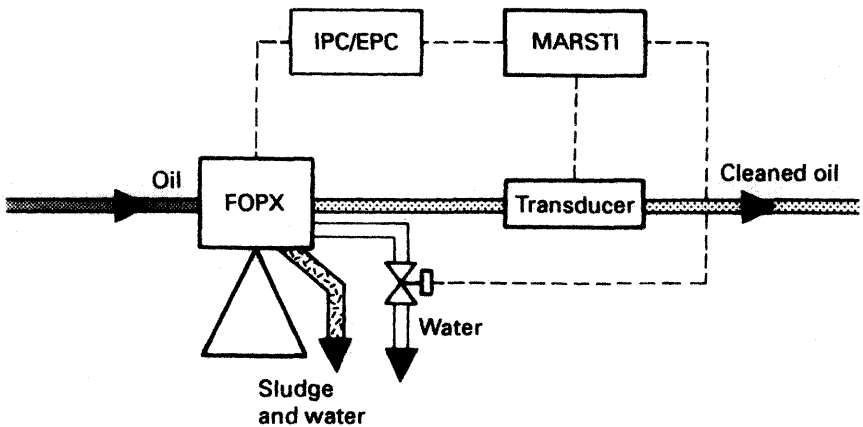 IPC/EPC
MARSTI
Oil
FOPX
Transducer
Cleaned oil
Water
Sludge
and water